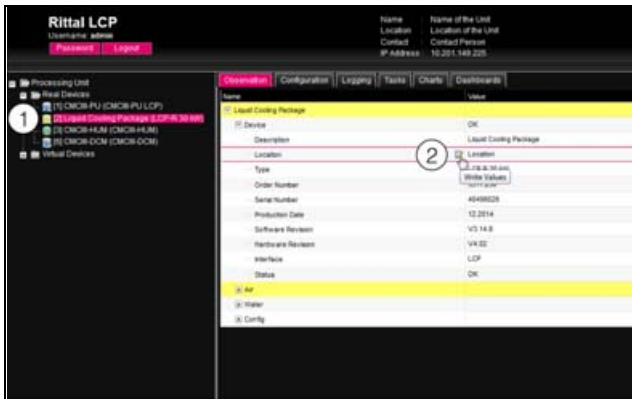 Rittal LCP
Username: admin
Password Logout
Name Name of the Unit
Location Location of the Unit
Contact Contact Person
IP Address 10.201.149.225
Processing Unit
Real Devices
[1] CMCIII-PU (CMCIII-PU LCP)
[2] Liquid Cooling Package (LCP-R 30 kW)
[3] CMCIII-HUM (CMCIII-HUM)
[5] CMCIII-DCM (CMCIII-DCM)
Virtual Devices
1
Observation Configuration Logging Tasks Charts Dashboards
Name Value
Liquid Cooling Package
Device OK
Description Liquid Cooling Package
Location 2 Location
Type
Write Values
Order Number
Serial Number
Production Date 12.2014
Software Revision V3.14.8
Hardware Revision V4.02
Interface LCP
Status OK
Air
Water
Config